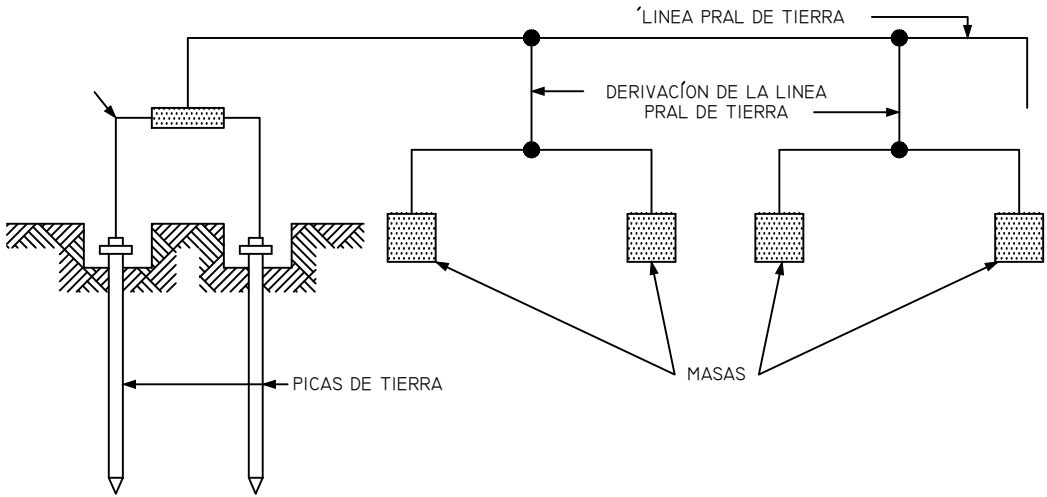 ´LINEA PRAL DE TIERRA
DERIVACÍON DE LA LINEA
PRAL DE TIERRA
MASAS
PICAS DE TIERRA